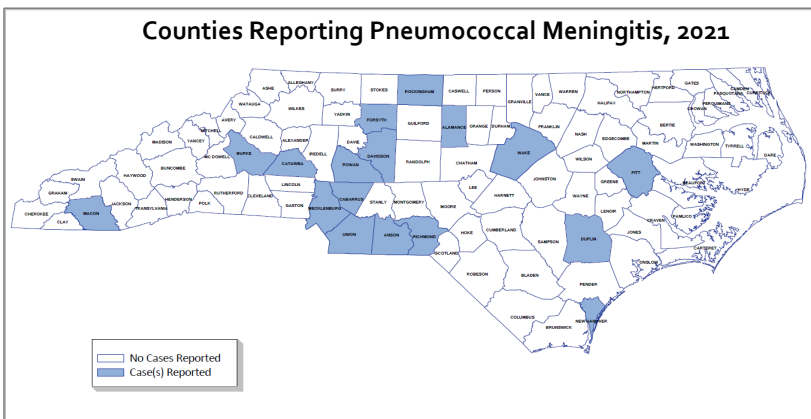 Counties Reporting Pneumococcal Meningitis, 2021
ALLEGHANY
ASHE
SURRY
STOKES
ROCKINGHAM
CASWELL
PERSON
GRANVILLE
VANCE
WARREN
HALIFAX
NORTHAMPTON
HERTFORD
GATES
PASQUOTANK
CAMDEN
PERQUIMANS
CHOWAN
BERTIE
WATAUGA
WILKES
YADKIN
FORSYTH
GUILFORD
ALAMANCE
ORANGE
DURHAM
FRANKLIN
NASH
EDGECOMBE
MARTIN
WASHINGTON
TYRRELL
DARE
MITCHELL
AVERY
CALDWELL
ALEXANDER
DAVIE
IREDELL
DAVIDSON
RANDOLPH
CHATHAM
WAKE
WILSON
PITT
BEAUFORT
HYDE
MADISON
YANCEY
MC DOWELL
BURKE
CATAWBA
ROWAN
LEE
JOHNSTON
GREENE
WAYNE
LENOIR
CRAVEN
PAMLICO
SWAIN
HAYWOOD
BUNCOMBE
RUTHERFORD
CLEVELAND
LINCOLN
GASTON
CABARRUS
STANLY
MONTGOMERY
MOORE
HARNETT
GRAHAM
JACKSON
HENDERSON
TRANSYLVANIA
POLK
MECKLENBURG
CHEROKEE
CLAY
MACON
UNION
ANSON
RICHMOND
HOKE
CUMBERLAND
SAMPSON
DUPLIN
JONES
ONSLOW
CARTERET
SCOTLAND
ROBESON
BLADEN
PENDER
COLUMBUS
BRUNSWICK
NEW HANOVER
No Cases Reported
Case(s) Reported